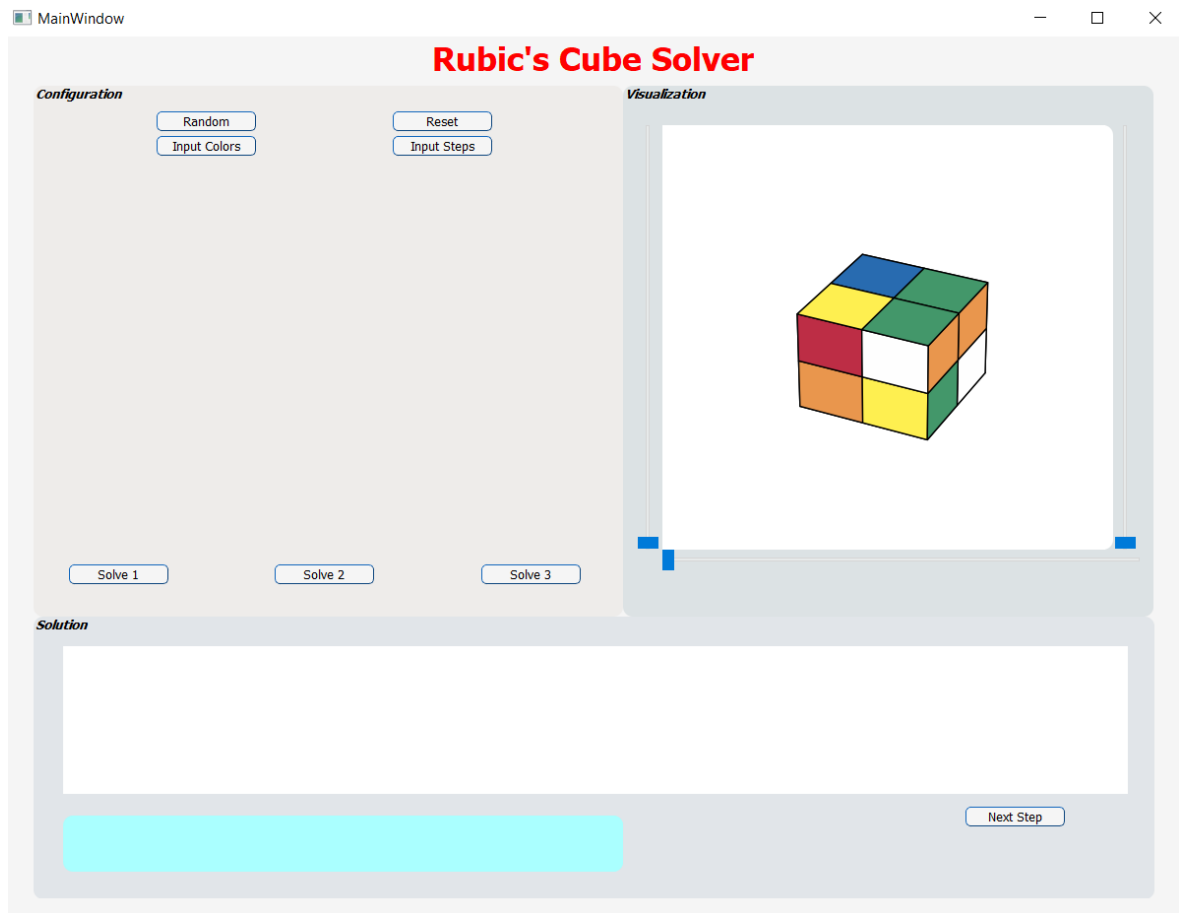 MainWindow
Rubic's Cube Solver
Configuration
Visualization
Random Reset
Input Colors Input Steps
Solve 1 Solve 2 Solve 3
Solution
Next Step